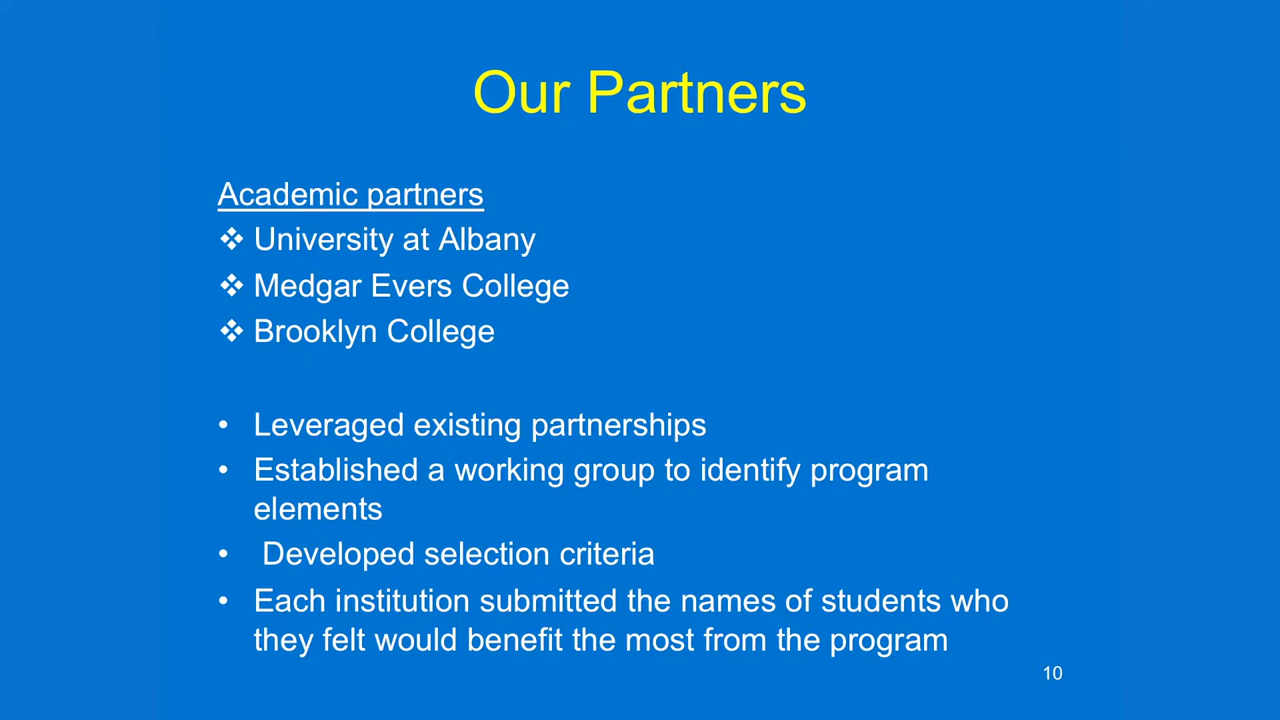 Our Partners
Academic partners
❖ University at Albany
❖ Medgar Evers College
❖ Brooklyn College
• Leveraged existing partnerships
• Established a working group to identify program
elements
• Developed selection criteria
• Each institution submitted the names of students who
they felt would benefit the most from the program
10